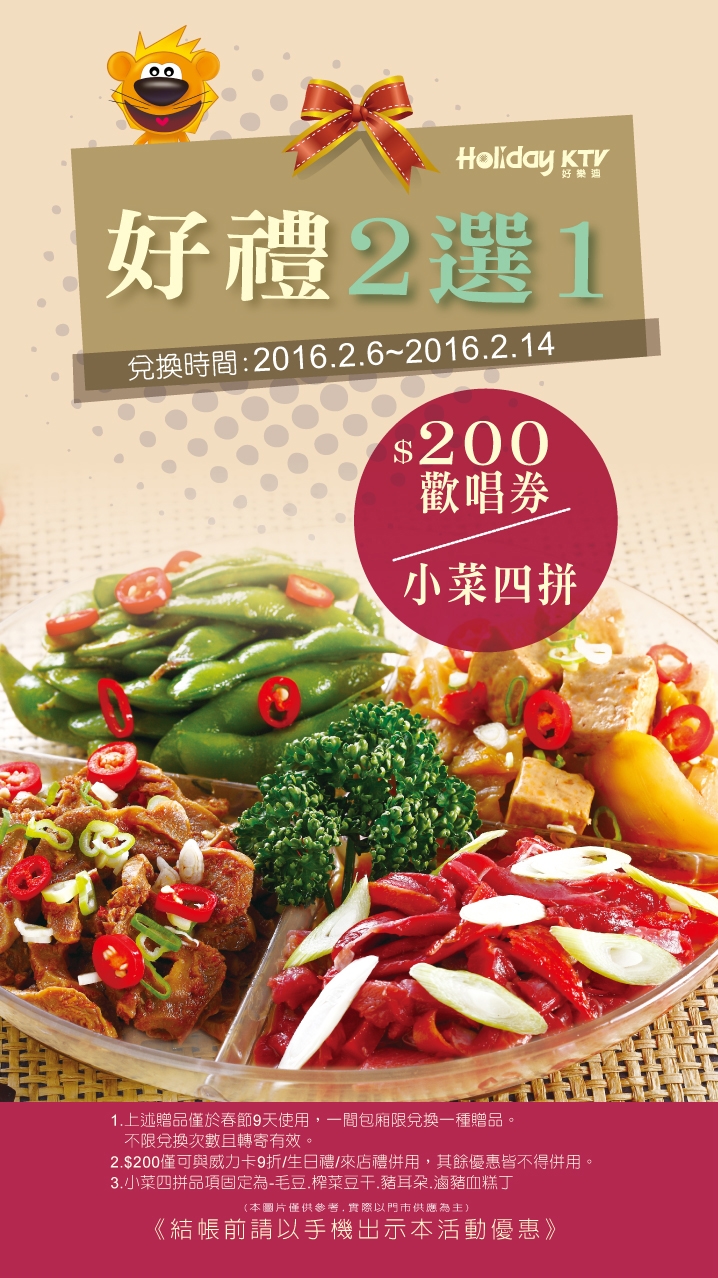 Holiday KTV
好樂迪
好禮2選1
兌換時間:2016.2.6~2016.2.14
$200
歡唱券
小菜四拼
1.上述贈品僅於春節9天使用，一間包廂限兌換一種贈品。
不限兌換次數且轉寄有效。
2.$200僅可與威力卡9折/生日禮/來店禮併用，其餘優惠皆不得併用。
3.小菜四拼品項固定為-毛豆.榨菜豆干.豬耳朵.滷豬血糕丁
(本圖片僅供參考,實際以門市供應為主)
《結帳前請以手機出示本活動優惠》